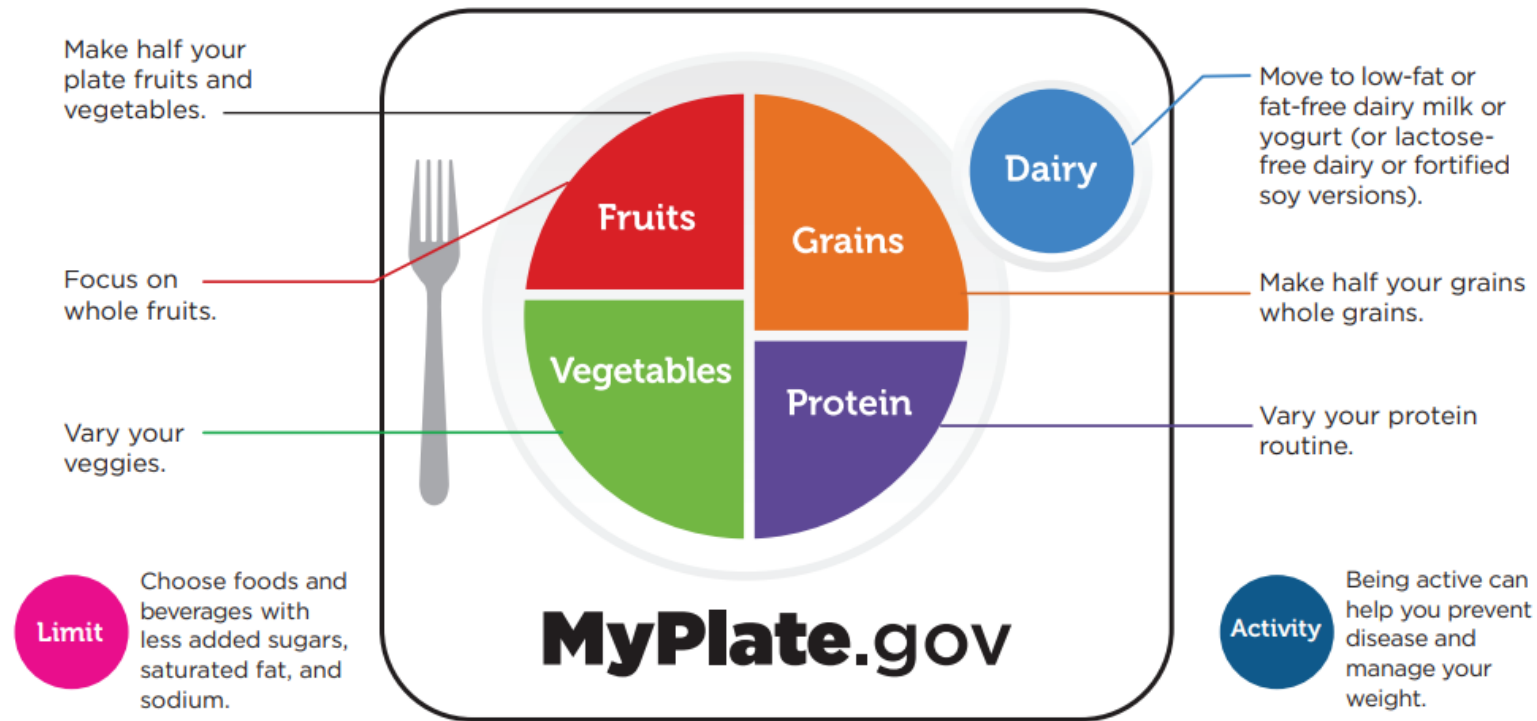 Make half your
plate fruits and
vegetables.
Focus on
whole fruits.
Vary your
veggies.
Fruits
Grains
Vegetables
Protein
Dairy
Move to low-fat or
fat-free dairy milk or
yogurt (or lactose-
free dairy or fortified
soy versions).
Make half your grains
whole grains.
Vary your protein
routine.
Limit
Choose foods and
beverages with
less added sugars,
saturated fat, and
sodium.
MyPlate.gov
Activity
Being active can
help you prevent
disease and
manage your
weight.